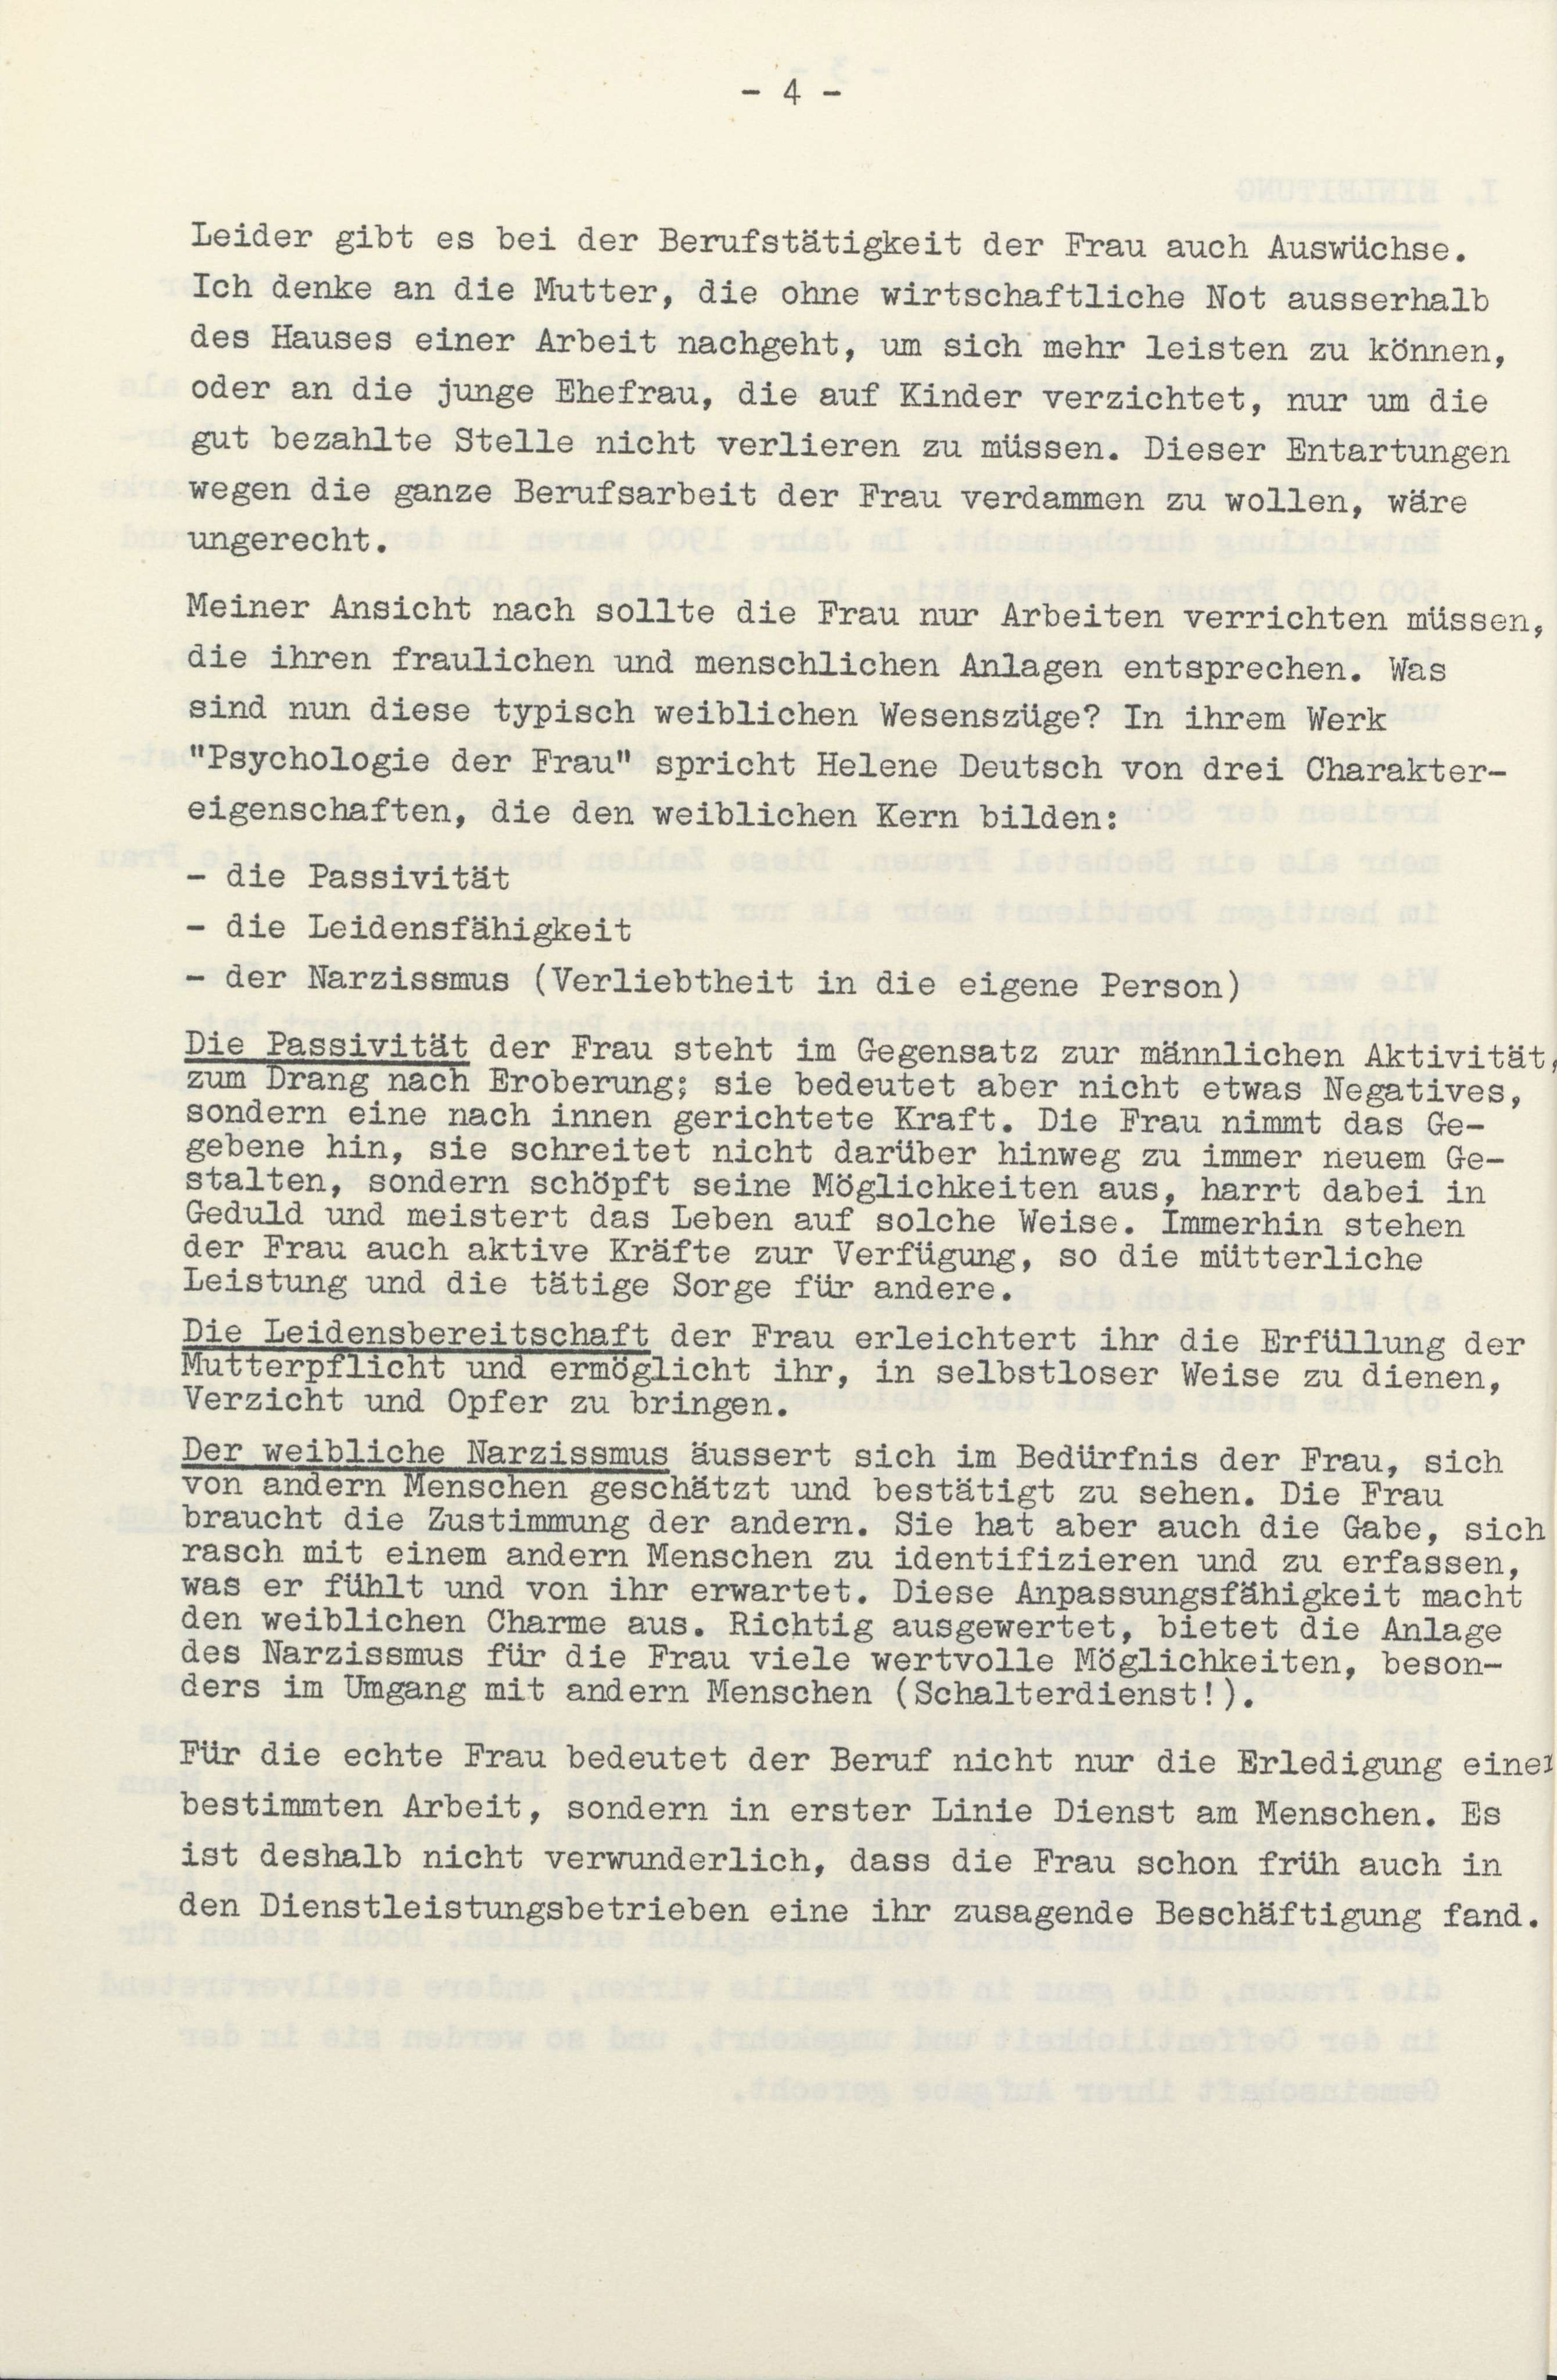 - 4 -
Leider gibt es bei der Berufstätigkeit der Frau auch Auswüchse.
Ich denke an die Mutter, die ohne wirtschaftliche Not ausserhalb
des Hauses einer Arbeit nachgeht, um sich mehr leisten zu können,
oder an die junge Ehefrau, die auf Kinder verzichtet, nur um die
gut bezahlte Stelle nicht verlieren zu müssen. Dieser Entartungen
wegen die ganze Berufsarbeit der Frau verdammen zu wollen, wäre
ungerecht.
Meiner Ansicht nach sollte die Frau nur Arbeiten verrichten müssen,
die ihren fraulichen und menschlichen Anlagen entsprechen. Was
sind nun diese typisch weiblichen Wesenszüge? In ihrem Werk
"Psychologie der Frau" spricht Helene Deutsch von drei Charakter-
eigenschaften, die den weiblichen Kern bilden:
- die Passivität
- die Leidensfähigkeit
- der Narzissmus (Verliebtheit in die eigene Person)
Die Passivität der Frau steht im Gegensatz zur männlichen Aktivität,
zum Drang nach Eroberung; sie bedeutet aber nicht etwas Negatives,
sondern eine nach innen gerichtete Kraft. Die Frau nimmt das Ge-
gebene hin, sie schreitet nicht darüber hinweg zu immer neuem Ge-
stalten, sondern schöpft seine Möglichkeiten aus, harrt dabei in
Geduld und meistert das Leben auf solche Weise. Immerhin stehen
der Frau auch aktive Kräfte zur Verfügung, so die mütterliche
Leistung und die tätige Sorge für andere.
Die Leidensbereitschaft der Frau erleichtert ihr die Erfüllung der
Mutterpflicht und ermöglicht ihr, in selbstloser Weise zu dienen,
Verzicht und Opfer zu bringen.
Der weibliche Narzissmus äussert sich im Bedürfnis der Frau, sich
von andern Menschen geschätzt und bestätigt zu sehen. Die Frau
braucht die Zustimmung der andern. Sie hat aber auch die Gabe, sich
rasch mit einem andern Menschen zu identifizieren und zu erfassen,
was er fühlt und von ihr erwartet. Diese Anpassungsfähigkeit macht
den weiblichen Charme aus. Richtig ausgewertet, bietet die Anlage
des Narzissmus für die Frau viele wertvolle Möglichkeiten, beson-
ders im Umgang mit andern Menschen (Schalterdienst!).
Für die echte Frau bedeutet der Beruf nicht nur die Erledigung einer
bestimmten Arbeit, sondern in erster Linie Dienst am Menschen. Es
ist deshalb nicht verwunderlich, dass die Frau schon früh auch in
den Dienstleistungsbetrieben eine ihr zusagende Beschäftigung fand.